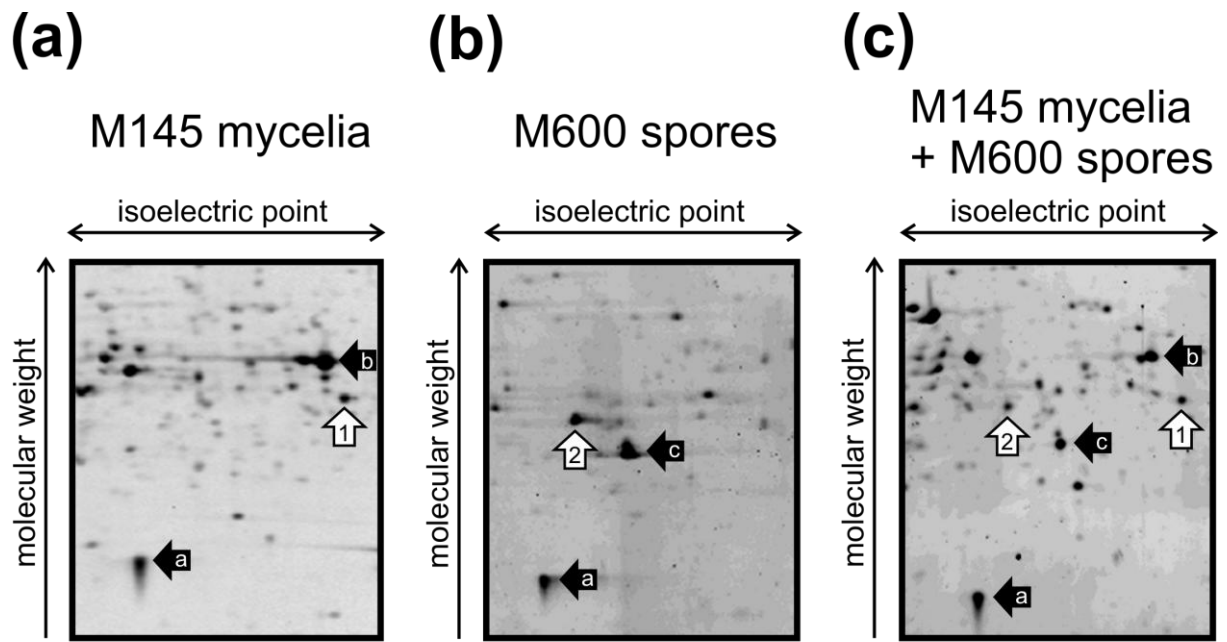 (a)
M145 mycelia
isoelectric point
molecular weight
b
1
a
(b)
M600 spores
isoelectric point
molecular weight
2
c
a
(c)
M145 mycelia
+ M600 spores
isoelectric point
molecular weight
b
2
1
c
a